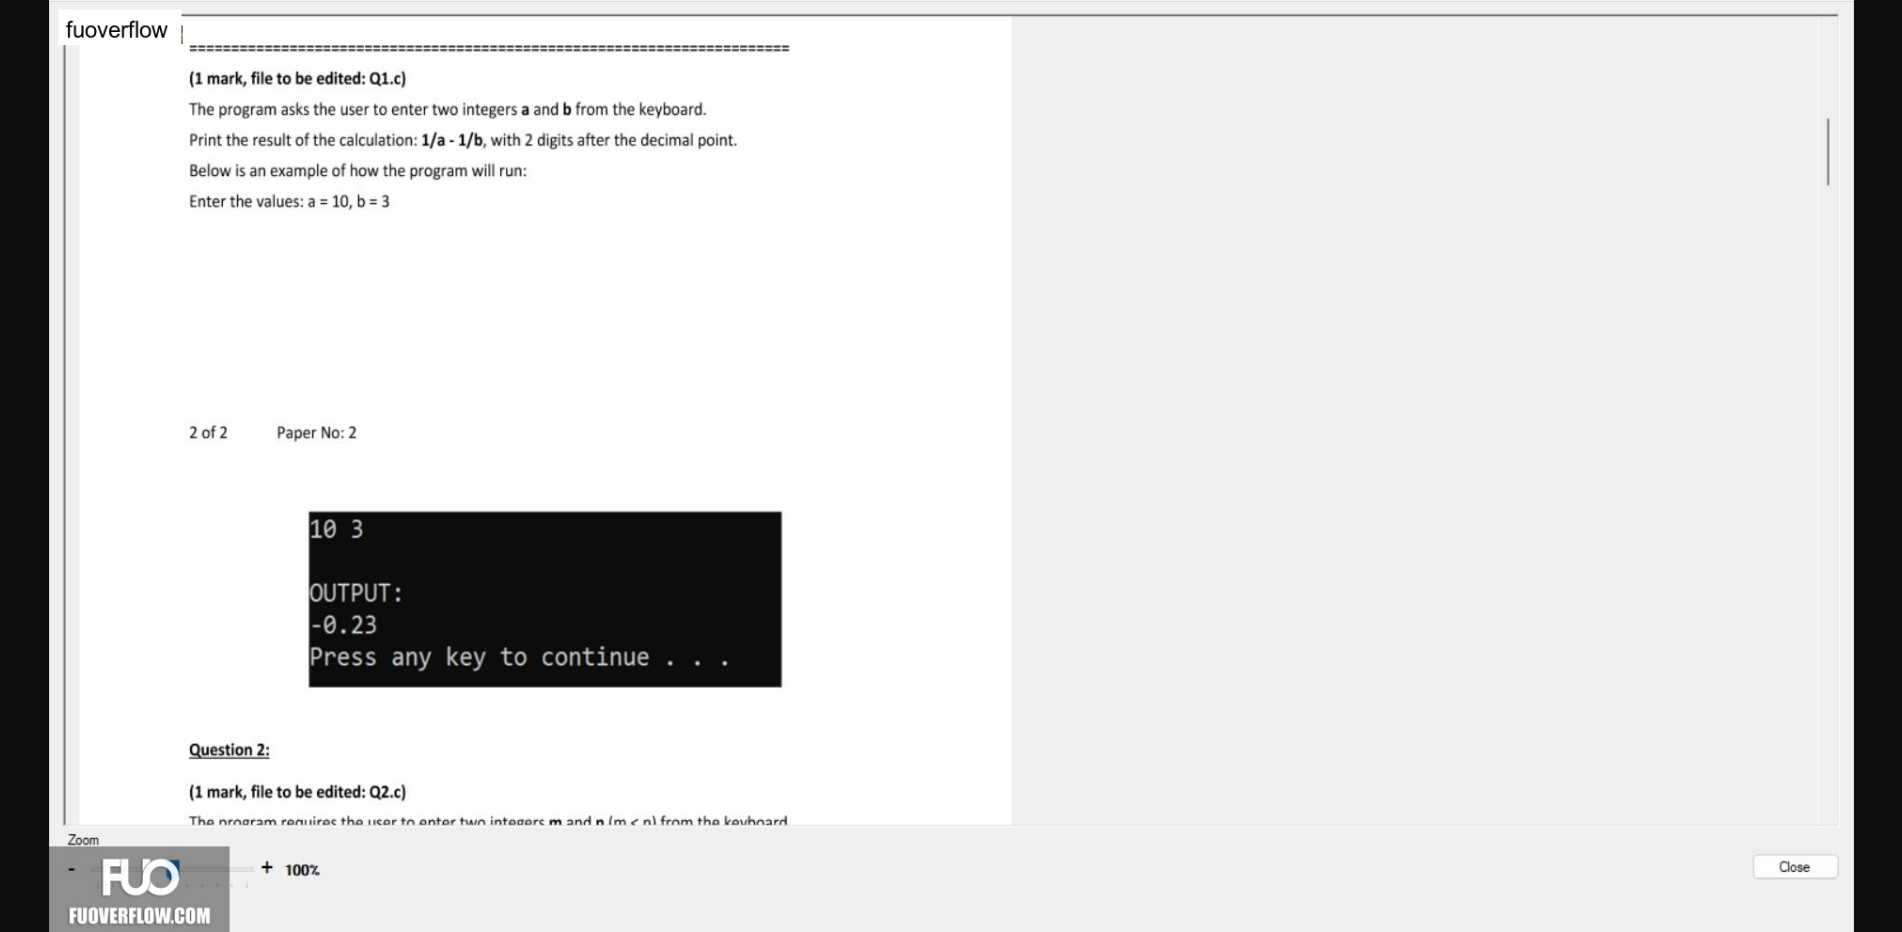 fuoverflow
===========================================================================
(1 mark, file to be edited: Q1.c)
The program asks the user to enter two integers a and b from the keyboard.
Print the result of the calculation: 1/a - 1/b, with 2 digits after the decimal point.
Below is an example of how the program will run:
Enter the values: a = 10, b = 3
2 of 2 Paper No: 2
10 3
OUTPUT:
-0.23
Press any key to continue . . .
Question 2:
(1 mark, file to be edited: Q2.c)
The program requires the user to enter two integers m and n (m < n) from the keyboard
Zoom
- + 100%
Close
FUO
FUOVERFLOW.COM